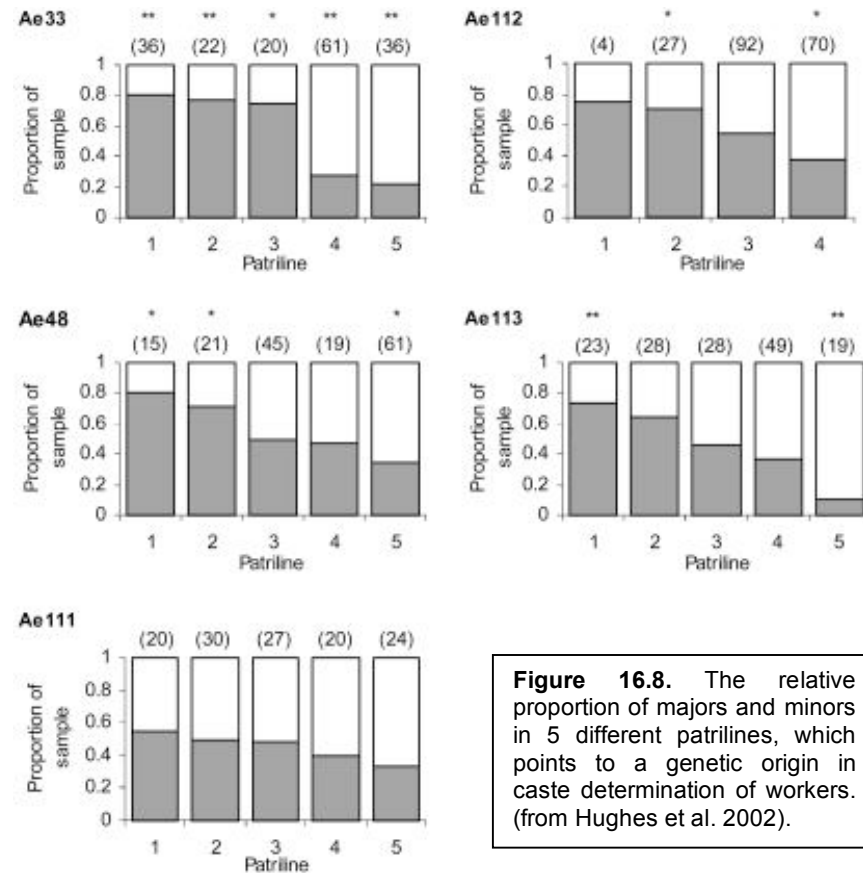 Ae33
** ** * ** **
(36) (22) (20) (61) (36)
Proportion of
sample
1
0.8
0.6
0.4
0.2
0
1 2 3 4 5
Patriline
Ae112
* *
(4) (27) (92) (70)
Proportion of
sample
1
0.8
0.6
0.4
0.2
0
1 2 3 4
Patriline
Ae48
* * *
(15) (21) (45) (19) (61)
Proportion of
sample
1
0.8
0.6
0.4
0.2
0
1 2 3 4 5
Patriline
Ae113
** **
(23) (28) (28) (49) (19)
Proportion of
sample
1
0.8
0.6
0.4
0.2
0
1 2 3 4 5
Patriline
Ae111
(20) (30) (27) (20) (24)
Proportion of
sample
1
0.8
0.6
0.4
0.2
0
1 2 3 4 5
Patriline
Figure 16.8. The relative
proportion of majors and minors
in 5 different patrilines, which
points to a genetic origin in
caste determination of workers.
(from Hughes et al. 2002).